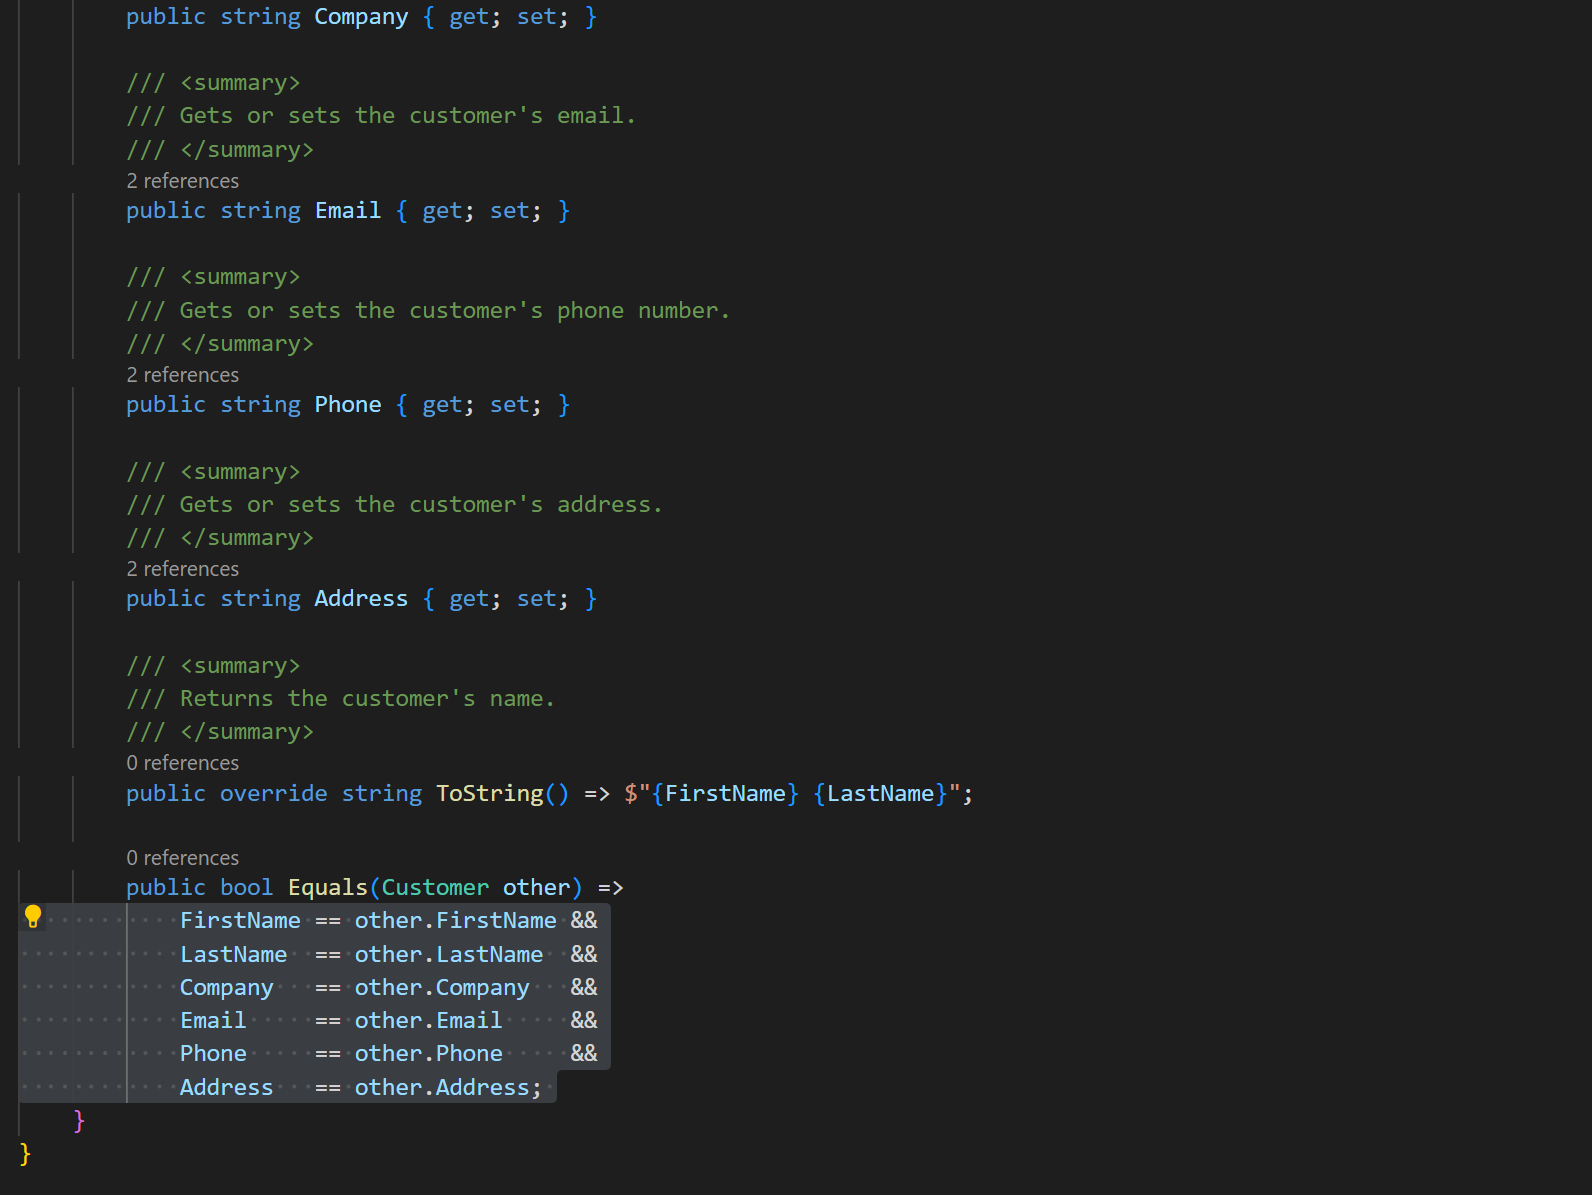 public string Company { get; set; }
/// <summary>
/// Gets or sets the customer's email.
/// </summary>
2 references
public string Email { get; set; }
/// <summary>
/// Gets or sets the customer's phone number.
/// </summary>
2 references
public string Phone { get; set; }
/// <summary>
/// Gets or sets the customer's address.
/// </summary>
2 references
public string Address { get; set; }
/// <summary>
/// Returns the customer's name.
/// </summary>
0 references
public override string ToString() => $"{FirstName} {LastName}";
0 references
public bool Equals(Customer other) =>
FirstName == other.FirstName &&
LastName  == other.LastName  &&
Company   == other.Company   &&
Email     == other.Email     &&
Phone     == other.Phone     &&
Address   == other.Address;
}
}